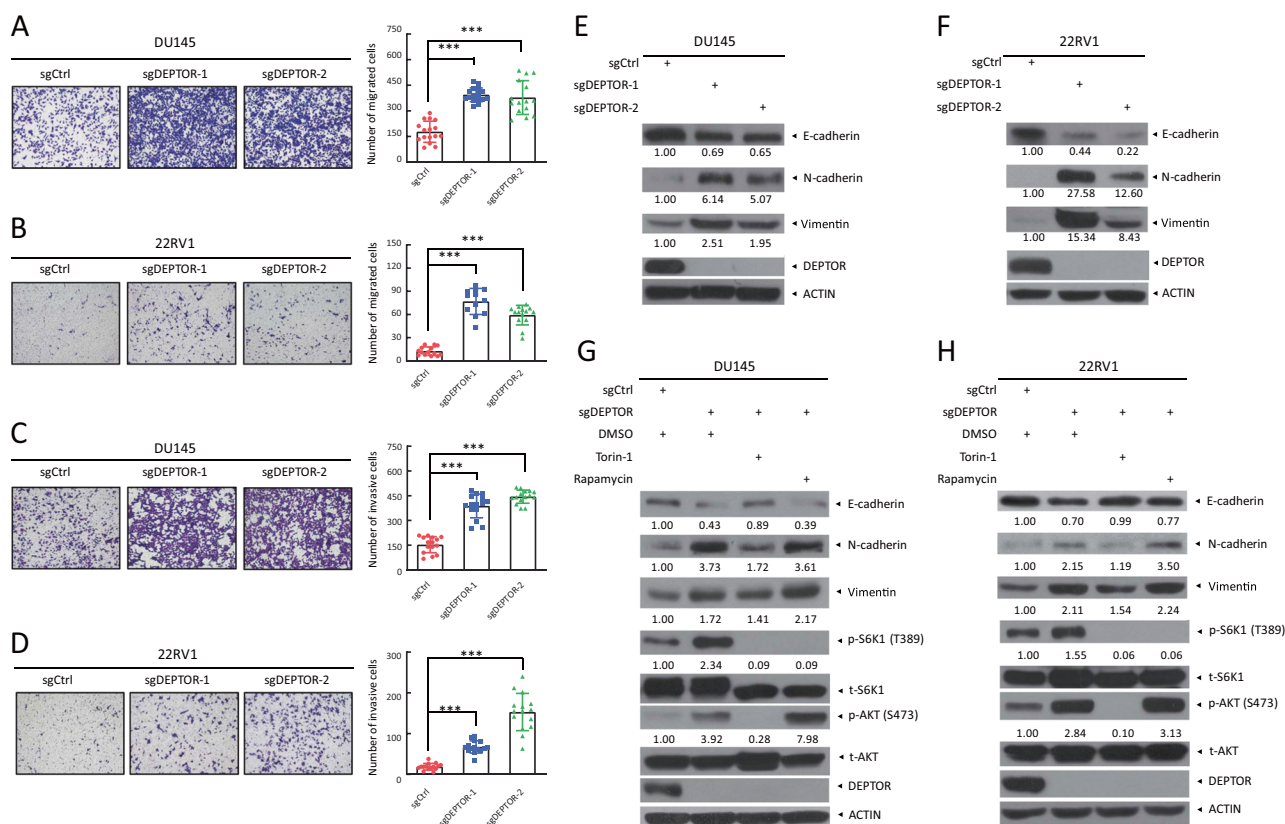 A
DU145
sgCtrl sgDEPTOR-1 sgDEPTOR-2
Number of migrated cells
750
600
450
300
150
0
***
***
sgCtrl
sgDEPTOR-1
sgDEPTOR-2
B
22RV1
sgCtrl sgDEPTOR-1 sgDEPTOR-2
Number of migrated cells
150
120
90
60
30
0
***
***
sgCtrl
sgDEPTOR-1
sgDEPTOR-2
C
DU145
sgCtrl sgDEPTOR-1 sgDEPTOR-2
Number of invasive cells
750
600
450
300
150
0
***
***
sgCtrl
sgDEPTOR-1
sgDEPTOR-2
D
22RV1
sgCtrl sgDEPTOR-1 sgDEPTOR-2
Number of invasive cells
300
200
100
0
***
***
sgCtrl
sgDEPTOR-1
sgDEPTOR-2
E
DU145
sgCtrl +
sgDEPTOR-1 +
sgDEPTOR-2 +
E-cadherin
1.00 0.69 0.65
N-cadherin
1.00 6.14 5.07
Vimentin
1.00 2.51 1.95
DEPTOR
ACTIN
F
22RV1
sgCtrl +
sgDEPTOR-1 +
sgDEPTOR-2 +
E-cadherin
1.00 0.44 0.22
N-cadherin
1.00 27.58 12.60
Vimentin
1.00 15.34 8.43
DEPTOR
ACTIN
G
DU145
sgCtrl +
sgDEPTOR + + +
DMSO + +
Torin-1 +
Rapamycin +
E-cadherin
1.00 0.43 0.89 0.39
N-cadherin
1.00 3.73 1.72 3.61
Vimentin
1.00 1.72 1.41 2.17
p-S6K1 (T389)
1.00 2.34 0.09 0.09
t-S6K1
p-AKT (S473)
1.00 3.92 0.28 7.98
t-AKT
DEPTOR
ACTIN
H
22RV1
sgCtrl +
sgDEPTOR + + +
DMSO + +
Torin-1 +
Rapamycin +
E-cadherin
1.00 0.70 0.99 0.77
N-cadherin
1.00 2.15 1.19 3.50
Vimentin
1.00 2.11 1.54 2.24
p-S6K1 (T389)
1.00 1.55 0.06 0.06
t-S6K1
p-AKT (S473)
1.00 2.84 0.10 3.13
t-AKT
DEPTOR
ACTIN